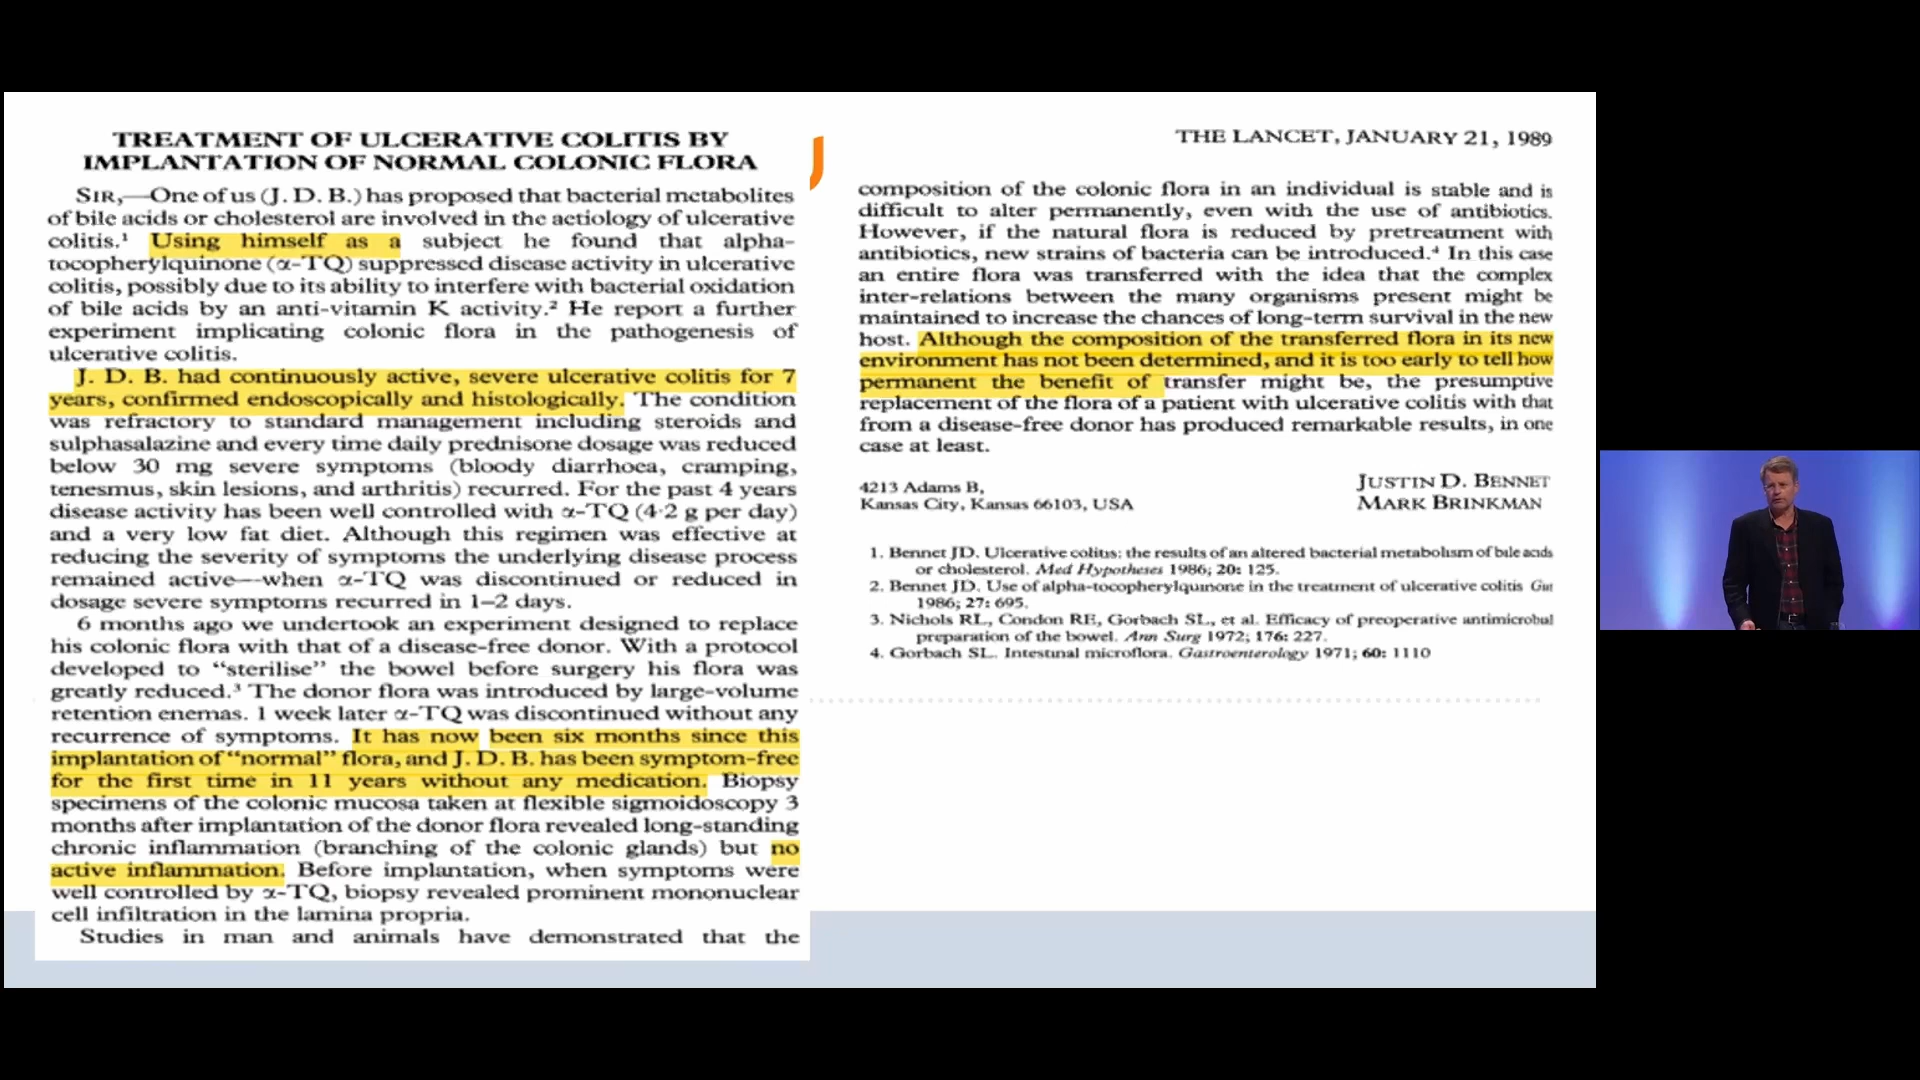 TREATMENT OF ULCERATIVE COLITIS BY
IMPLANTATION OF NORMAL COLONIC FLORA
SIR,—One of us (J. D. B.) has proposed that bacterial metabolites
of bile acids or cholesterol are involved in the aetiology of ulcerative
colitis.¹ Using himself as a subject he found that alpha-
tocopherylquinone (α-TQ) suppressed disease activity in ulcerative
colitis, possibly due to its ability to interfere with bacterial oxidation
of bile acids by an anti-vitamin K activity.² He report a further
experiment implicating colonic flora in the pathogenesis of
ulcerative colitis.
J. D. B. had continuously active, severe ulcerative colitis for 7
years, confirmed endoscopically and histologically. The condition
was refractory to standard management including steroids and
sulphasalazine and every time daily prednisone dosage was reduced
below 30 mg severe symptoms (bloody diarrhoea, cramping,
tenesmus, skin lesions, and arthritis) recurred. For the past 4 years
disease activity has been well controlled with α-TQ (4·2 g per day)
and a very low fat diet. Although this regimen was effective at
reducing the severity of symptoms the underlying disease process
remained active—when α-TQ was discontinued or reduced in
dosage severe symptoms recurred in 1–2 days.
6 months ago we undertook an experiment designed to replace
his colonic flora with that of a disease-free donor. With a protocol
developed to “sterilise” the bowel before surgery his flora was
greatly reduced.³ The donor flora was introduced by large-volume
retention enemas. 1 week later α-TQ was discontinued without any
recurrence of symptoms. It has now been six months since this
implantation of “normal” flora, and J. D. B. has been symptom-free
for the first time in 11 years without any medication. Biopsy
specimens of the colonic mucosa taken at flexible sigmoidoscopy 3
months after implantation of the donor flora revealed long-standing
chronic inflammation (branching of the colonic glands) but no
active inflammation. Before implantation, when symptoms were
well controlled by α-TQ, biopsy revealed prominent mononuclear
cell infiltration in the lamina propria.
Studies in man and animals have demonstrated that the
THE LANCET, JANUARY 21, 1989
composition of the colonic flora in an individual is stable and is
difficult to alter permanently, even with the use of antibiotics.
However, if the natural flora is reduced by pretreatment with
antibiotics, new strains of bacteria can be introduced.⁴ In this case
an entire flora was transferred with the idea that the complex
inter-relations between the many organisms present might be
maintained to increase the chances of long-term survival in the new
host. Although the composition of the transferred flora in its new
environment has not been determined, and it is too early to tell how
permanent the benefit of transfer might be, the presumptive
replacement of the flora of a patient with ulcerative colitis with that
from a disease-free donor has produced remarkable results, in one
case at least.
4213 Adams B,
Kansas City, Kansas 66103, USA
JUSTIN D. BENNET
MARK BRINKMAN
1. Bennet JD. Ulcerative colitus: the results of an altered bacterial metabolism of bile acids
or cholesterol. Med Hypotheses 1986; 20: 125.
2. Bennet JD. Use of alpha-tocopherylquinone in the treatment of ulcerative colitis Gut
1986; 27: 695.
3. Nichols RL, Condon RE, Gorbach SL, et al. Efficacy of preoperative antimicrobial
preparation of the bowel. Ann Surg 1972; 176: 227.
4. Gorbach SL. Intestinal microflora. Gastroenterology 1971; 60: 1110